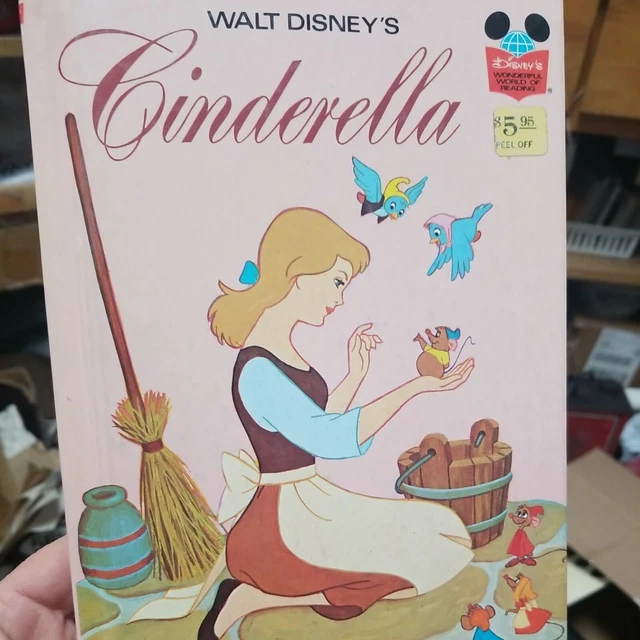 WALT DISNEY'S
Cinderella
DISNEY'S
WONDERFUL
WORLD OF
READING
®
$5.95
PEEL OFF